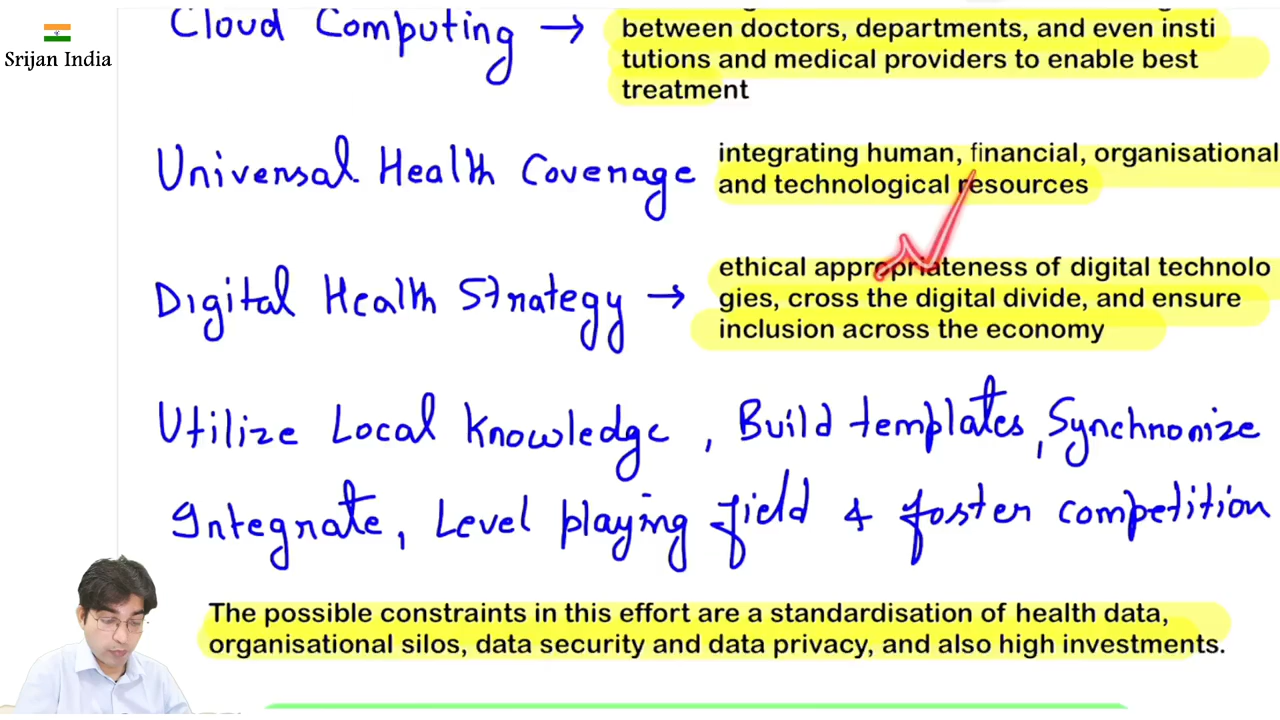 Srijan India
Cloud Computing →
between doctors, departments, and even insti
tutions and medical providers to enable best
treatment
Universal Health Coverage
integrating human, financial, organisational
and technological resources
Digital Health Strategy →
ethical appropriateness of digital technolo
gies, cross the digital divide, and ensure
inclusion across the economy
Utilize Local Knowledge, Build templates, Synchronize
Integrate, Level playing field & foster competition
The possible constraints in this effort are a standardisation of health data,
organisational silos, data security and data privacy, and also high investments.